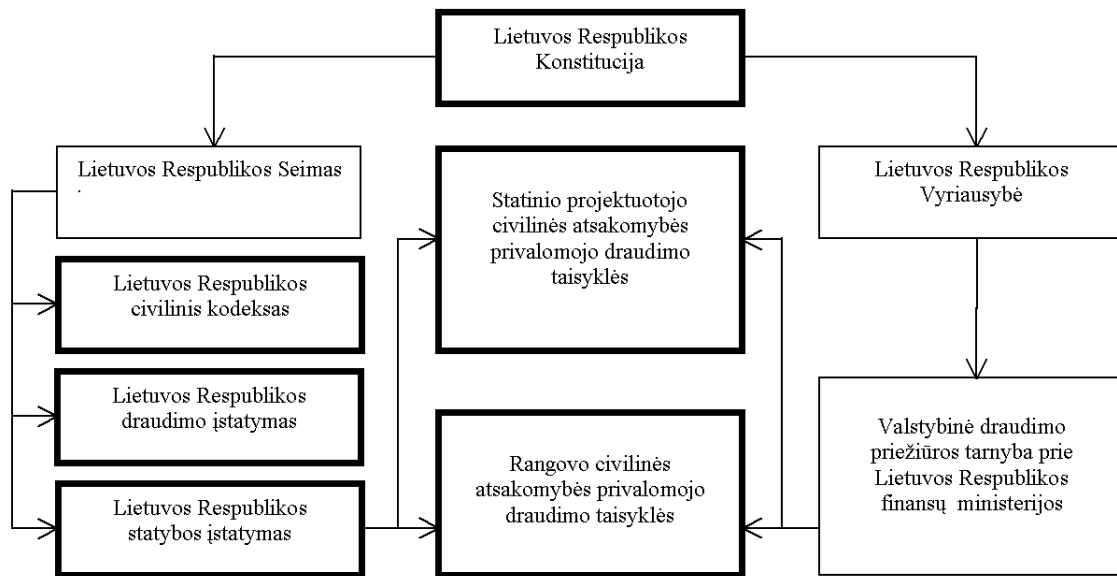 Lietuvos Respublikos
Konstitucija
Lietuvos Respublikos Seimas
.
Statinio projektuotojo
civilinės atsakomybės
privalomojo draudimo
taisyklės
Lietuvos Respublikos
Vyriausybė
Lietuvos Respublikos
civilinis kodeksas
Lietuvos Respublikos
draudimo įstatymas
Lietuvos Respublikos
statybos įstatymas
Rangovo civilinės
atsakomybės privalomojo
draudimo taisyklės
Valstybinė draudimo
priežiūros tarnyba prie
Lietuvos Respublikos
finansų ministerijos